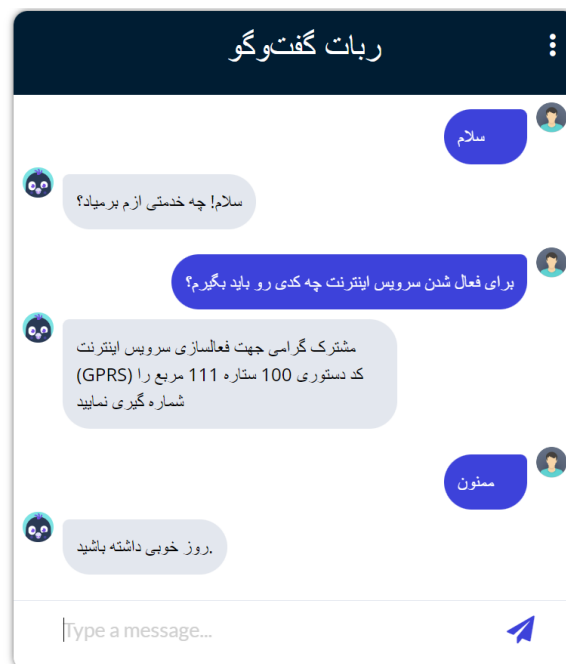 ربات گفت‌وگو
سلام
سلام! چه خدمتی ازم برمیاد؟
برای فعال شدن سرویس اینترنت چه کدی رو باید بگیرم؟
مشترک گرامی جهت فعالسازی سرویس اینترنت
(GPRS) کد دستوری 100 ستاره 111 مربع را
شماره گیری نمایید
ممنون
روز خوبی داشته باشید.
Type a message...